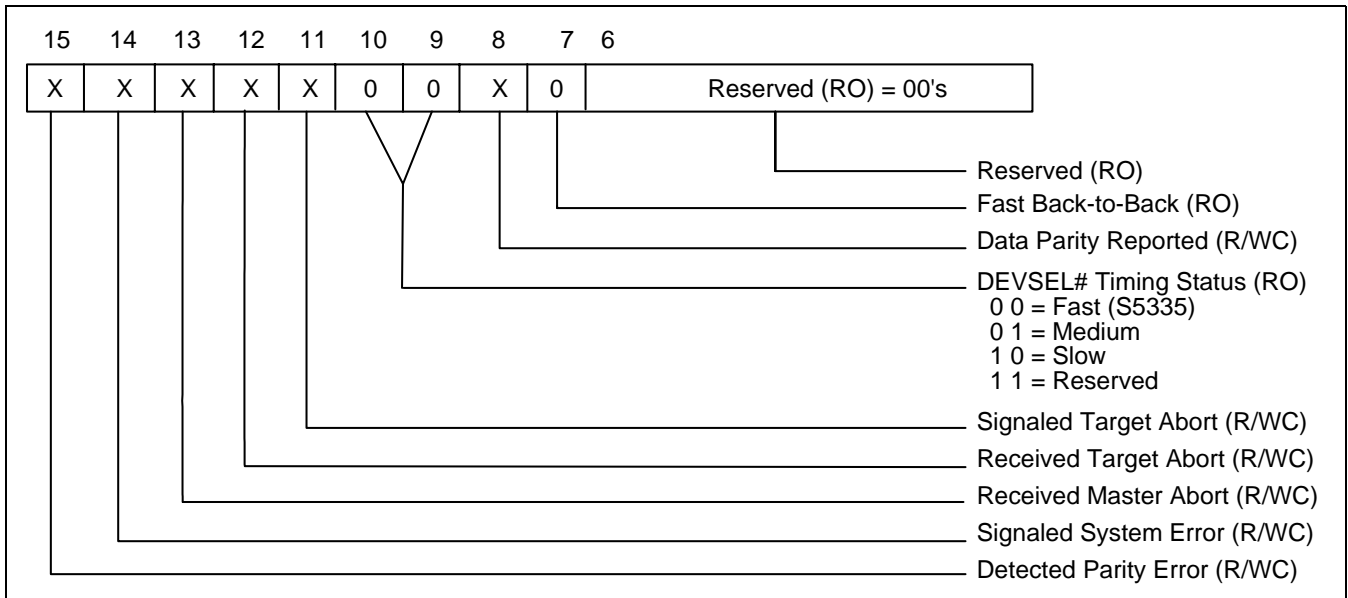 15 14 13 12 11 10 9 8 7 6
X X X X X 0 0 X 0 Reserved (RO) = 00's
Reserved (RO)
Fast Back-to-Back (RO)
Data Parity Reported (R/WC)
DEVSEL# Timing Status (RO)
0 0 = Fast (S5335)
0 1 = Medium
1 0 = Slow
1 1 = Reserved
Signaled Target Abort (R/WC)
Received Target Abort (R/WC)
Received Master Abort (R/WC)
Signaled System Error (R/WC)
Detected Parity Error (R/WC)